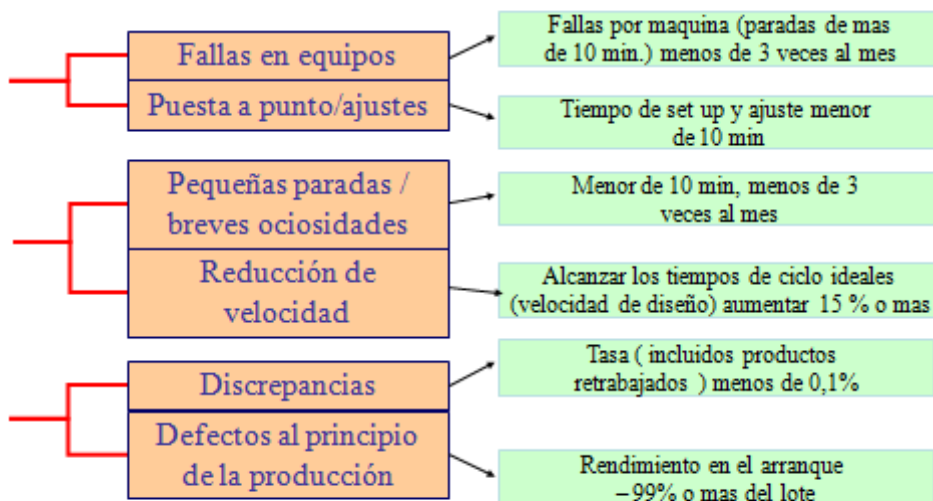 Fallas en equipos
Fallas por maquina (paradas de mas
de 10 min.) menos de 3 veces al mes
Puesta a punto/ajustes
Tiempo de set up y ajuste menor
de 10 min
Pequeñas paradas /
breves ociosidades
Menor de 10 min, menos de 3
veces al mes
Reducción de
velocidad
Alcanzar los tiempos de ciclo ideales
(velocidad de diseño) aumentar 15 % o mas
Discrepancias
Tasa ( incluidos productos
retrabajados ) menos de 0,1%
Defectos al principio
de la producción
Rendimiento en el arranque
–99% o mas del lote